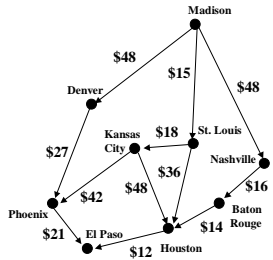 Madison
$48
$15
$48
Denver
$18
St. Louis
Kansas
City
Nashville
$27
$36
$42
$48
$16
Phoenix
Baton
Rouge
$21
El Paso
$14
Houston
$12